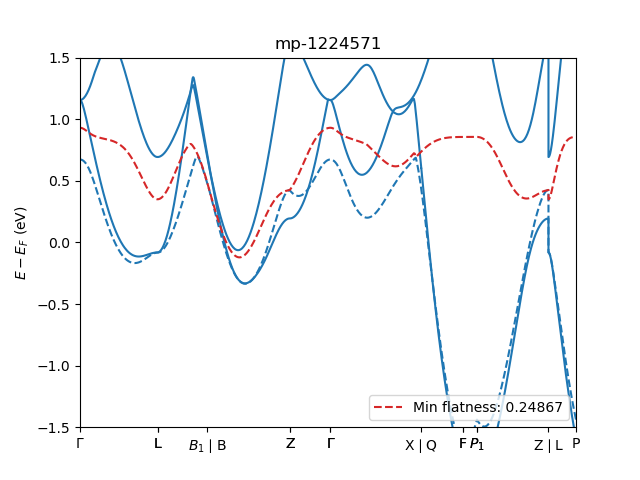 mp-1224571
E − E_F (eV)
1.5
1.0
0.5
0.0
−0.5
−1.0
−1.5
Min flatness: 0.24867
Γ L B₁ | B Z Γ X | Q F P₁ Z | L P